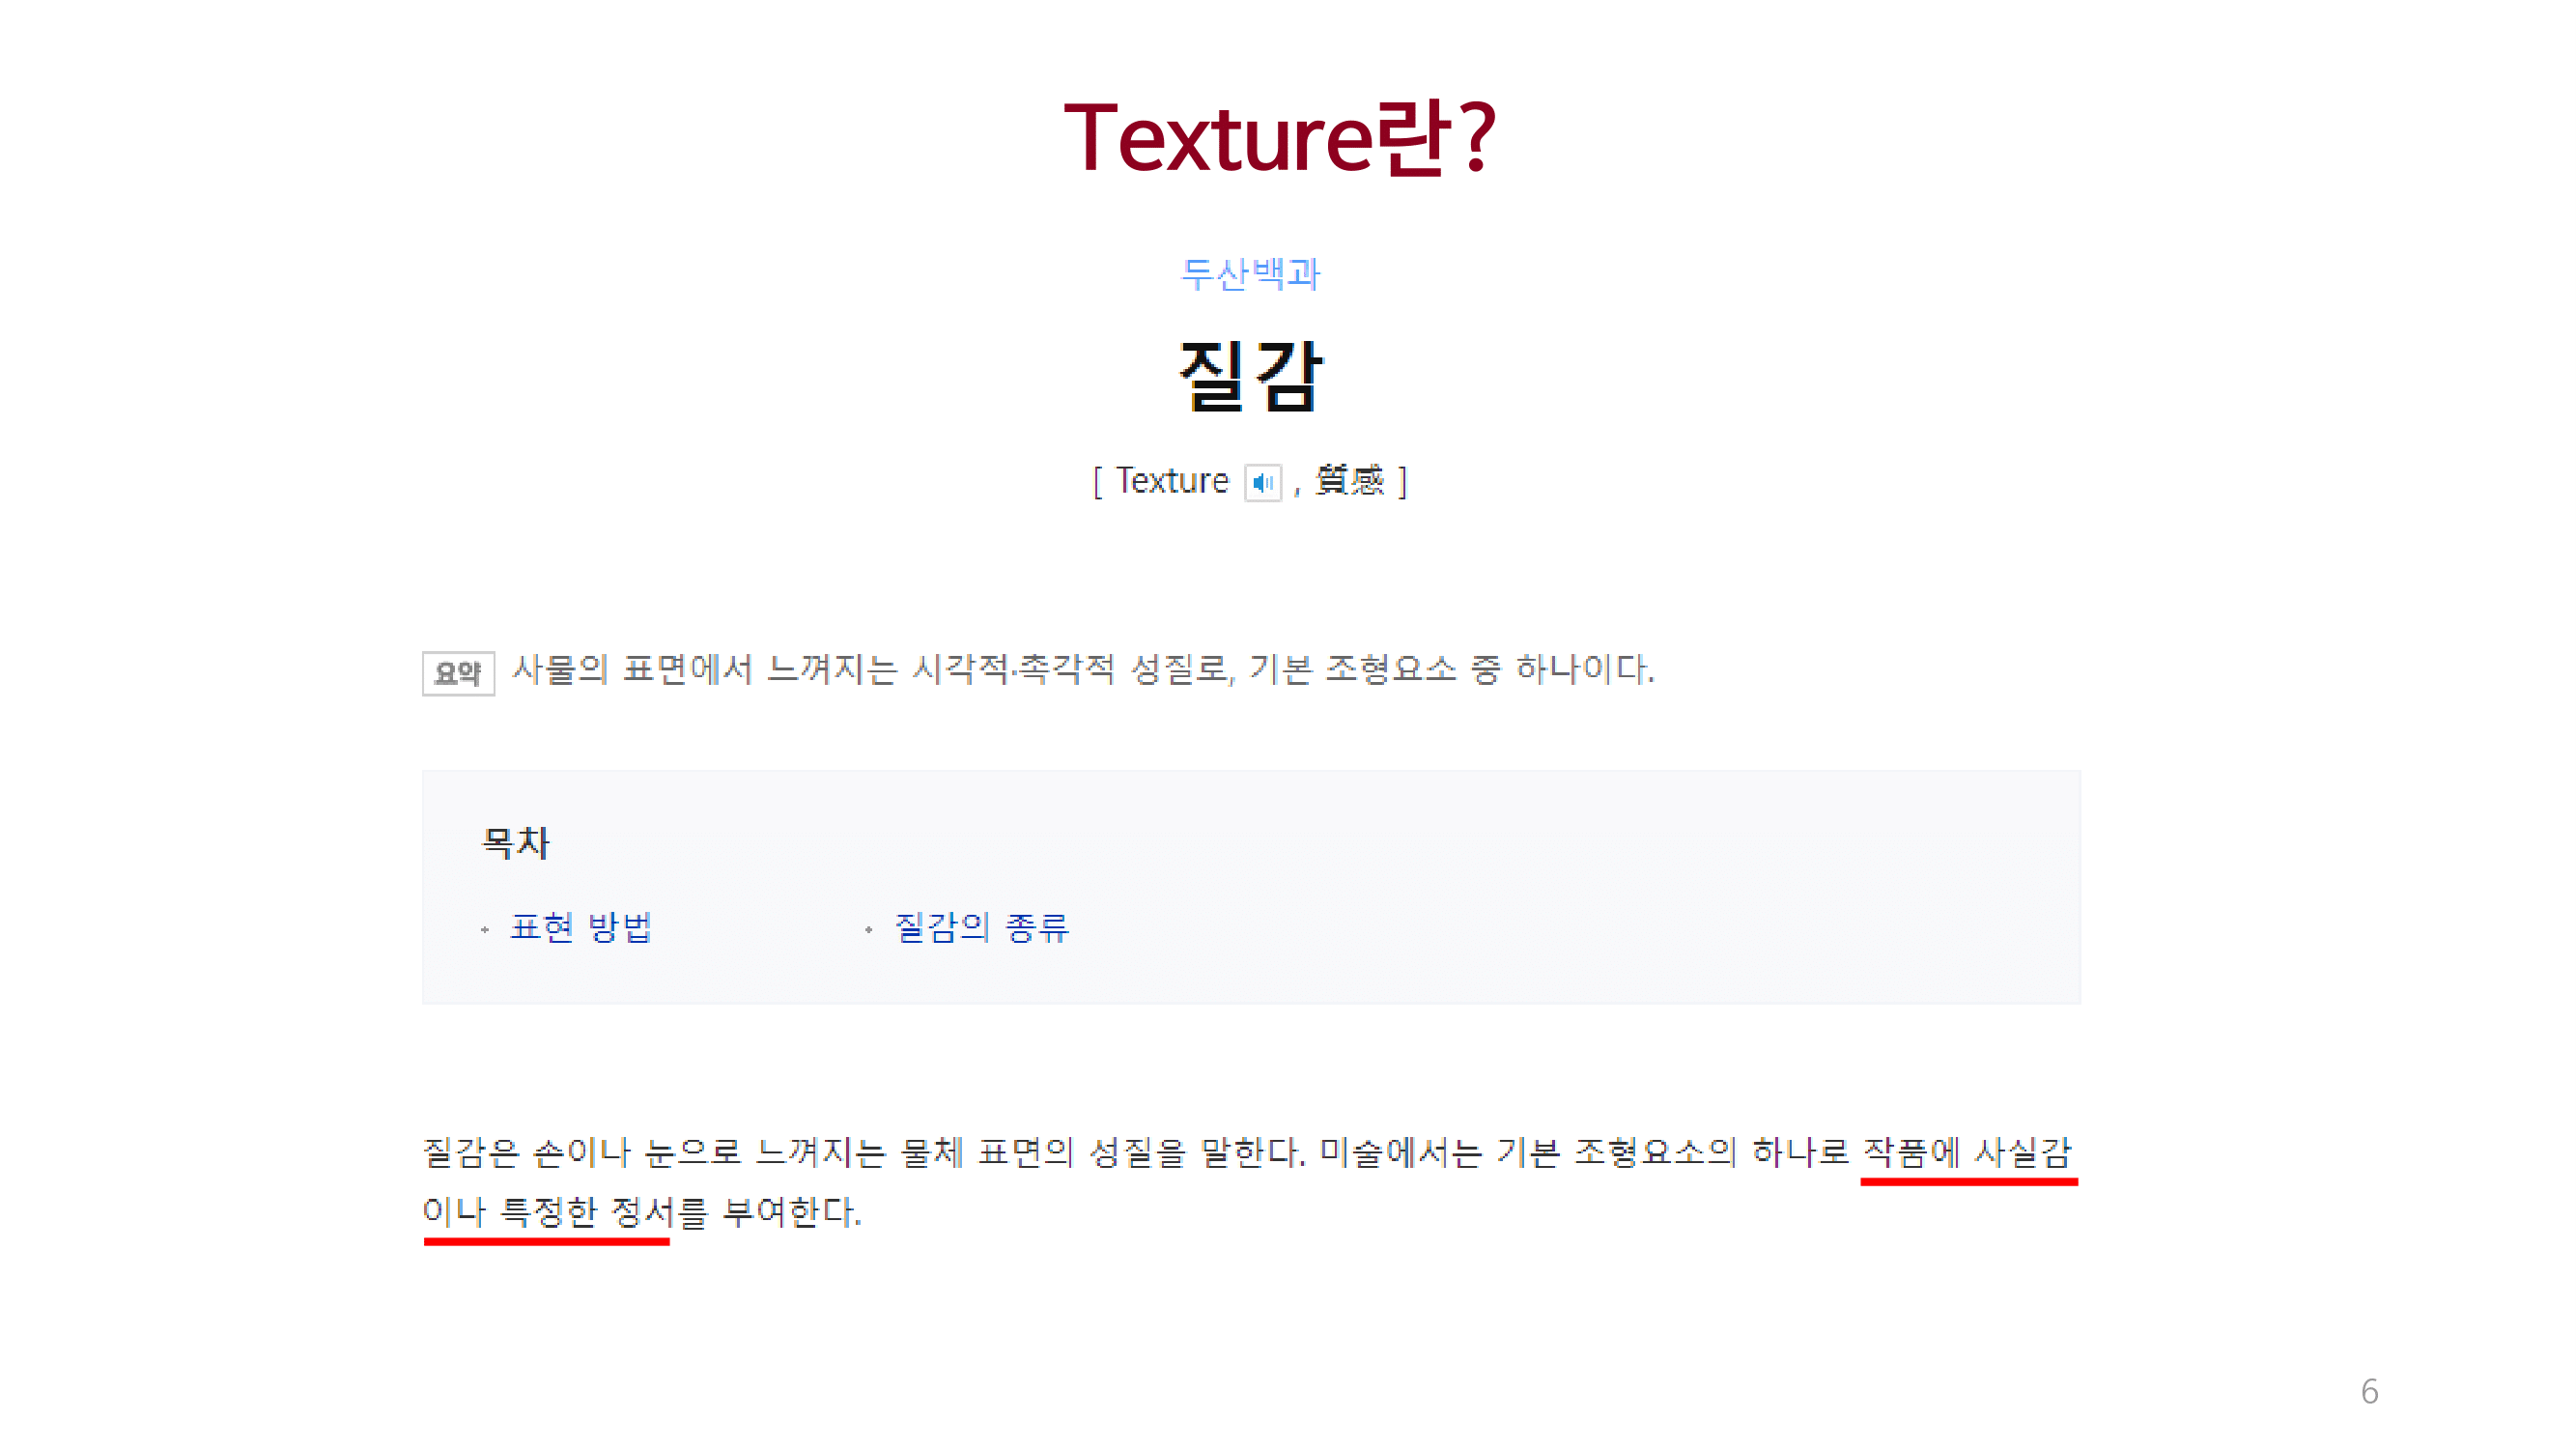 Texture란?
두산백과
질감
[ Texture , 質感 ]
요약 사물의 표면에서 느껴지는 시각적·촉각적 성질로, 기본 조형요소 중 하나이다.
목차
· 표현 방법 · 질감의 종류
질감은 손이나 눈으로 느껴지는 물체 표면의 성질을 말한다. 미술에서는 기본 조형요소의 하나로 작품에 사실감
이나 특정한 정서를 부여한다.
6